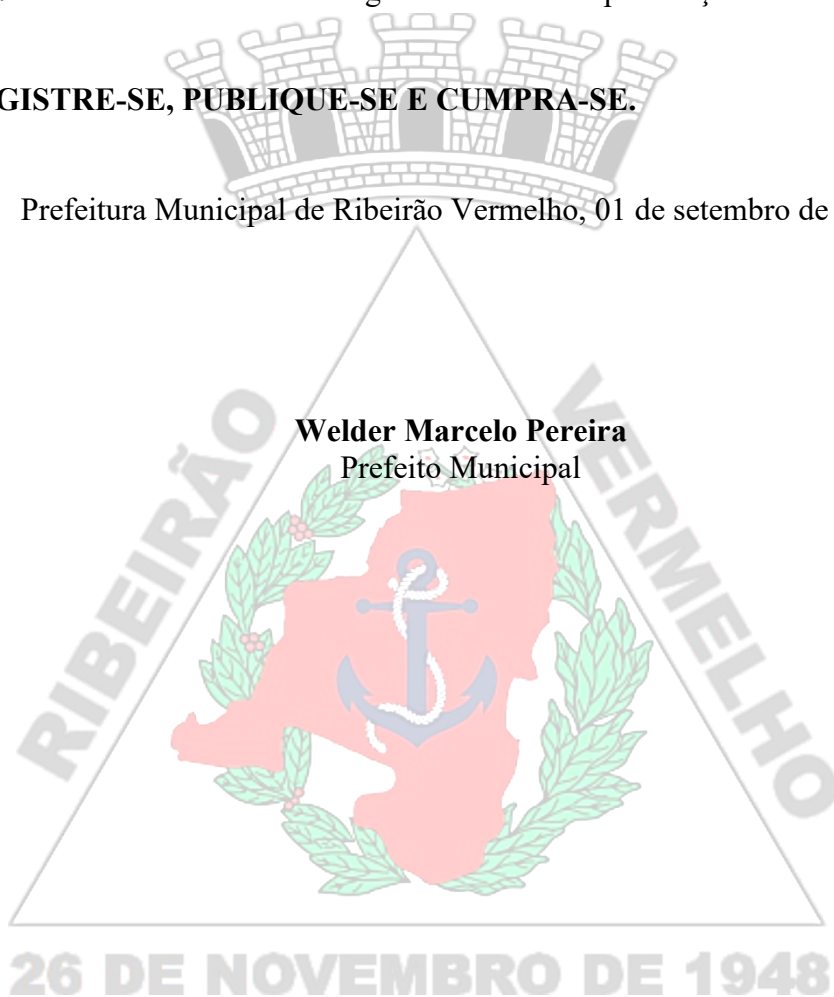 GISTRE-SE, PUBLIQUE-SE E CUMPRA-SE.
Prefeitura Municipal de Ribeirão Vermelho, 01 de setembro de
Welder Marcelo Pereira
Prefeito Municipal
RIBEIRÃO
VERMELHO
26 DE NOVEMBRO DE 1948